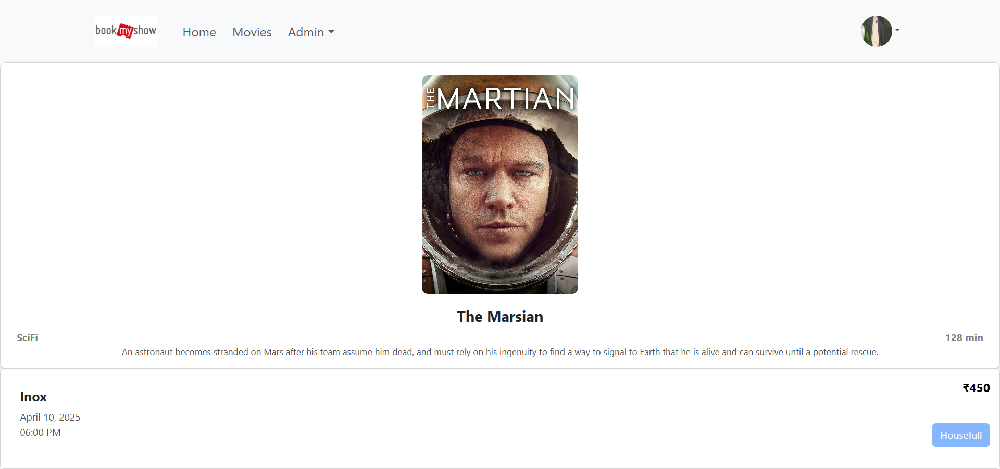 bookmyshow
Home
Movies
Admin
THE MARTIAN
The Marsian
SciFi
128 min
An astronaut becomes stranded on Mars after his team assume him dead, and must rely on his ingenuity to find a way to signal to Earth that he is alive and can survive until a potential rescue.
Inox
₹450
April 10, 2025
06:00 PM
Housefull